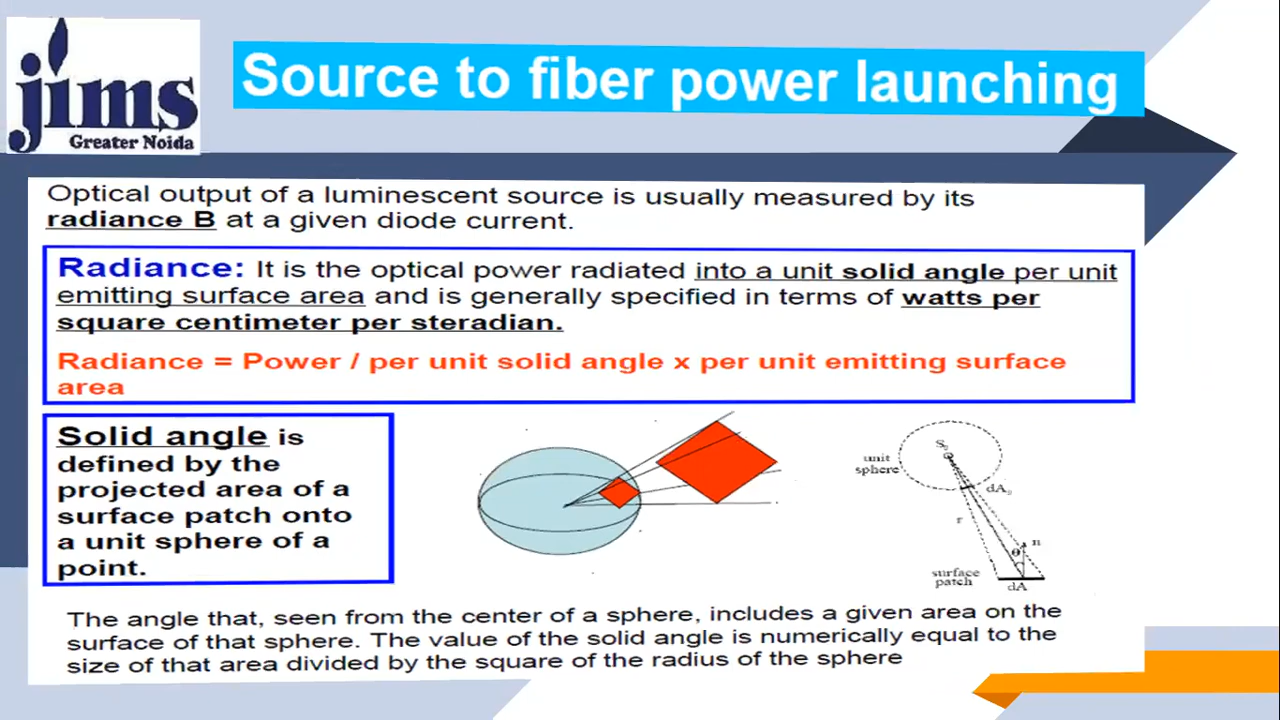 jims
Greater Noida
Source to fiber power launching
Optical output of a luminescent source is usually measured by its
radiance B at a given diode current.
Radiance: It is the optical power radiated into a unit solid angle per unit
emitting surface area and is generally specified in terms of watts per
square centimeter per steradian.
Radiance = Power / per unit solid angle x per unit emitting surface
area
Solid angle is
defined by the
projected area of a
surface patch onto
a unit sphere of a
point.
unit
sphere
r
n
θ
surface
patch
dA
The angle that, seen from the center of a sphere, includes a given area on the
surface of that sphere. The value of the solid angle is numerically equal to the
size of that area divided by the square of the radius of the sphere